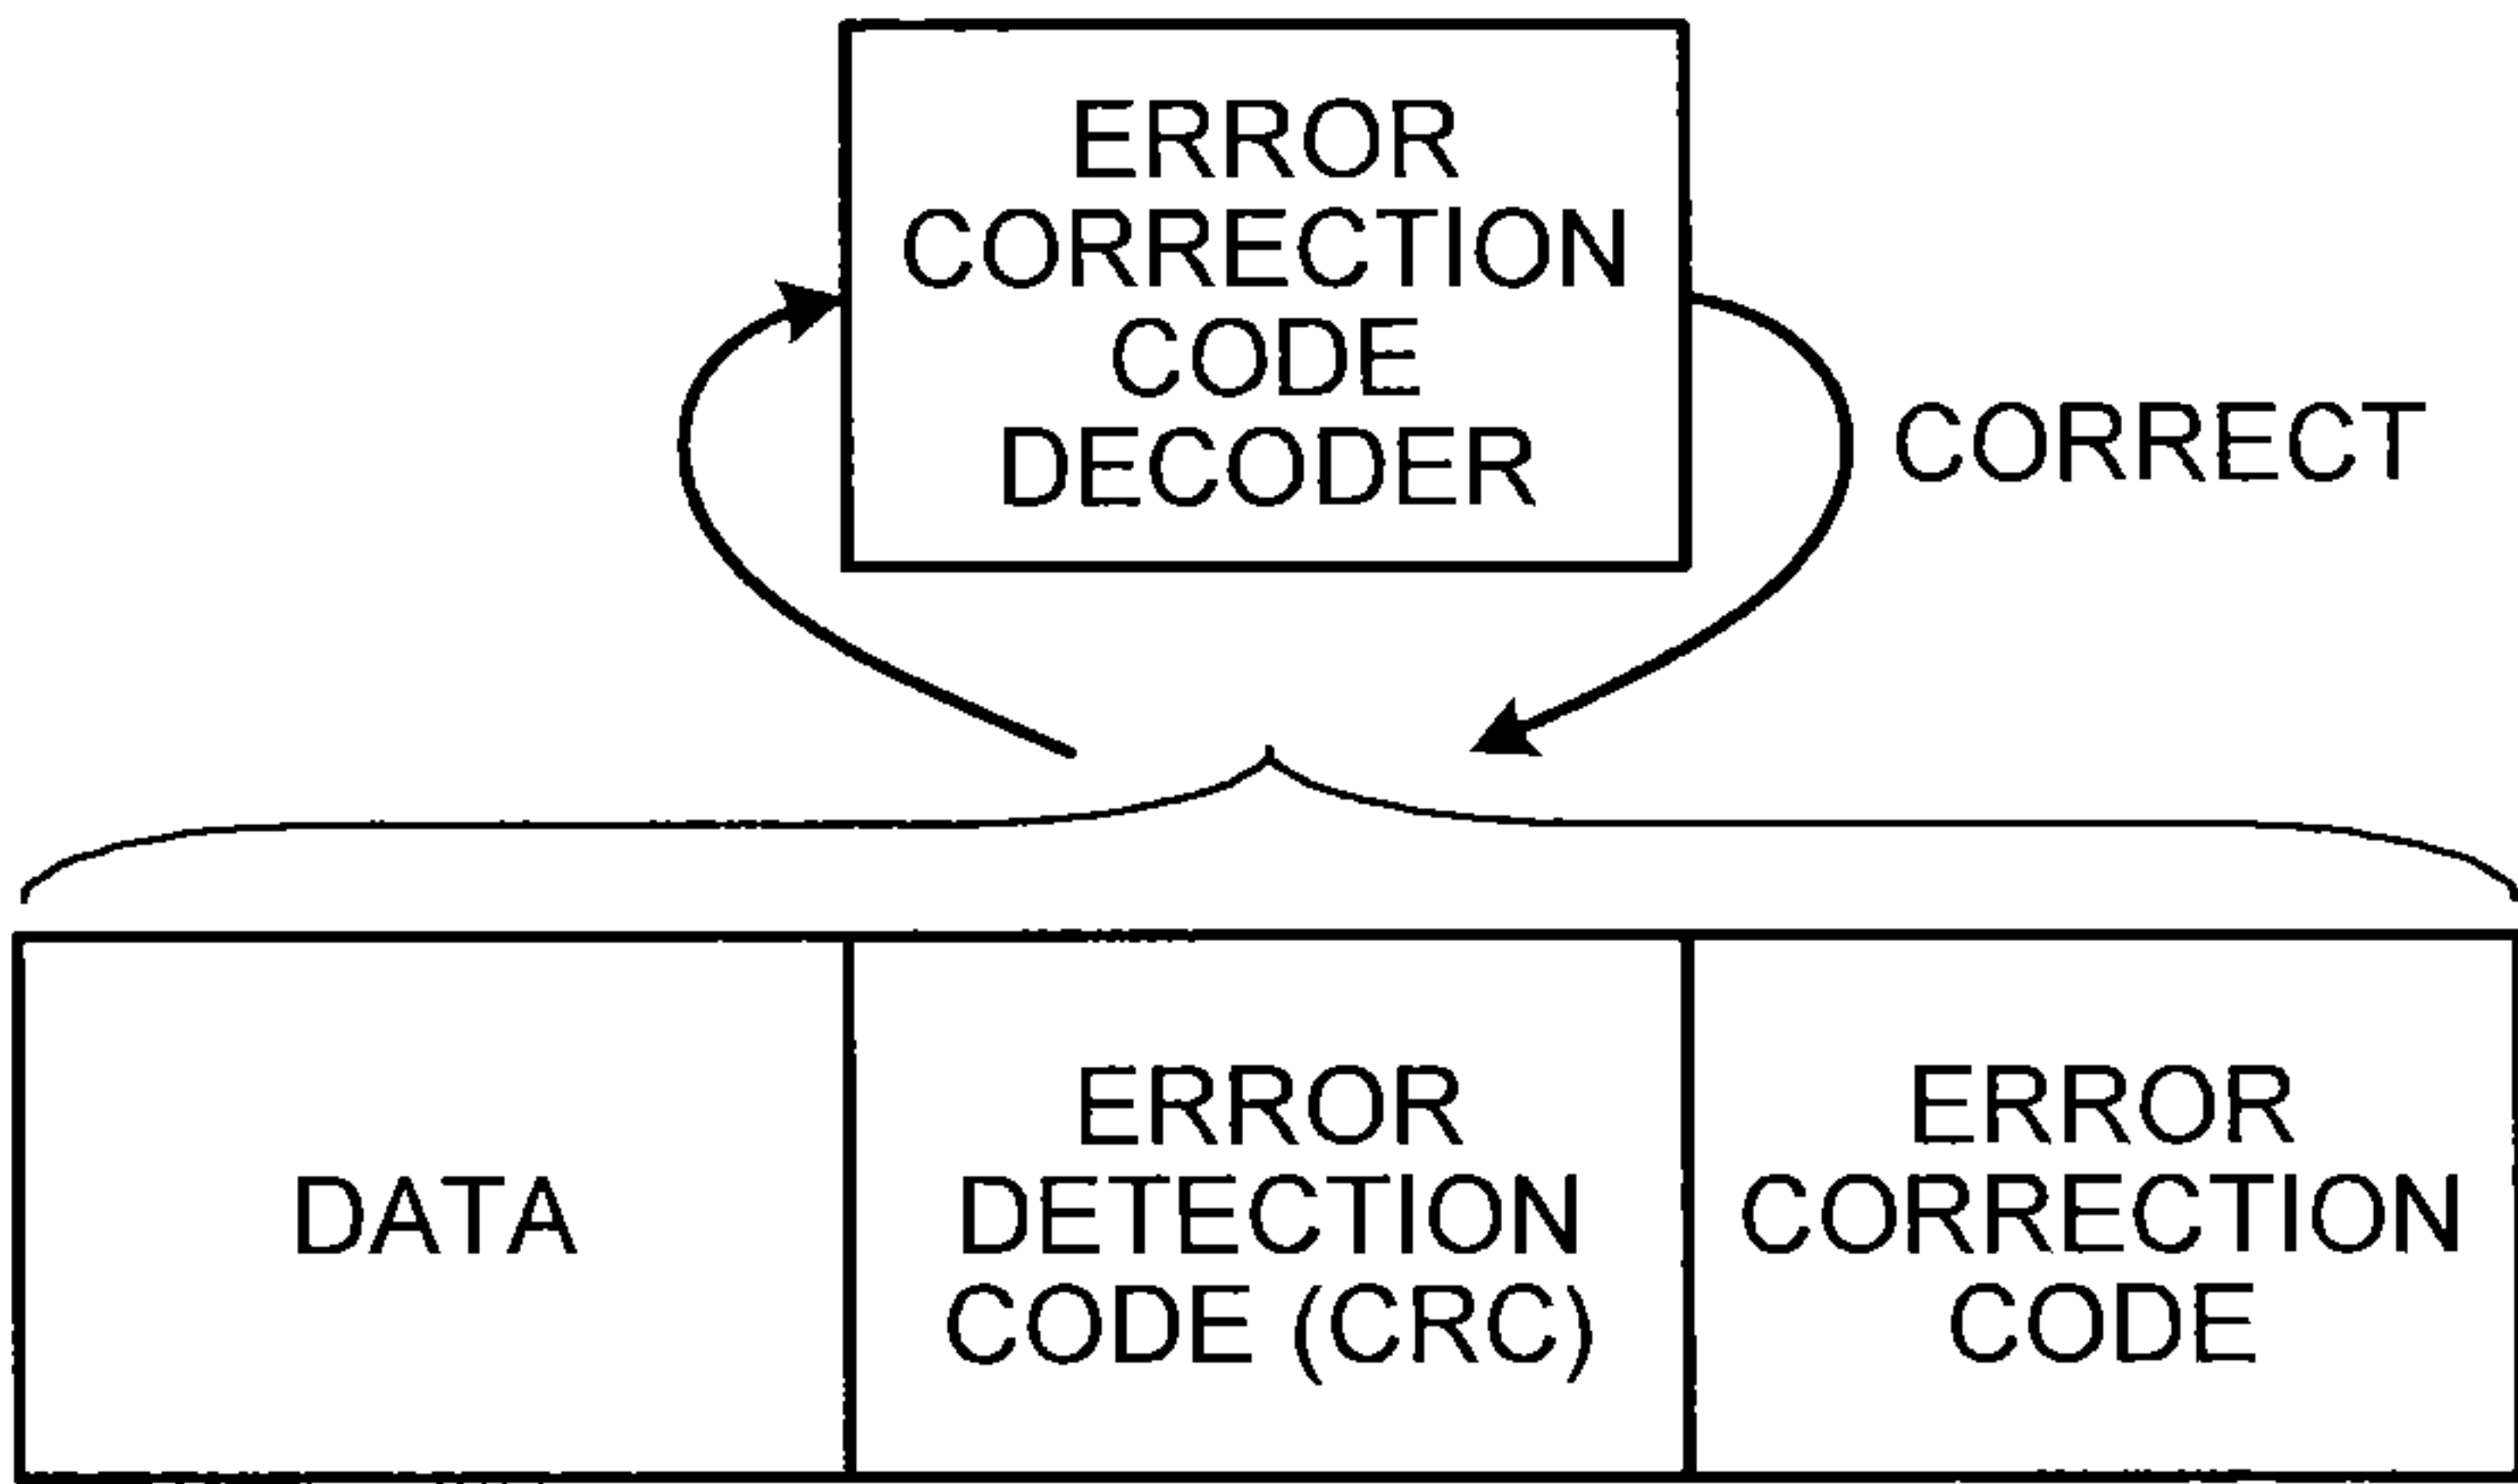 ERROR
CORRECTION
CODE
DECODER
CORRECT
DATA
ERROR
DETECTION
CODE (CRC)
ERROR
CORRECTION
CODE